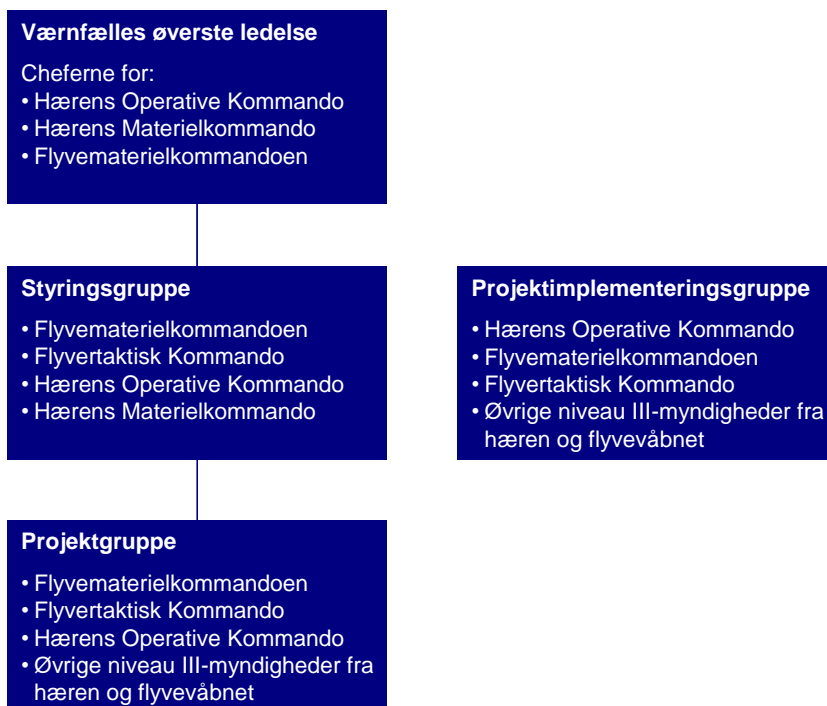 Værnfælles øverste ledelse
Cheferne for:
• Hærens Operative Kommando
• Hærens Materielkommando
• Flyvematerielkommandoen
Styringsgruppe
• Flyvematerielkommandoen
• Flyvertaktisk Kommando
• Hærens Operative Kommando
• Hærens Materielkommando
Projektimplementeringsgruppe
• Hærens Operative Kommando
• Flyvematerielkommandoen
• Flyvertaktisk Kommando
• Øvrige niveau III-myndigheder fra
hæren og flyvevåbnet
Projektgruppe
• Flyvematerielkommandoen
• Flyvertaktisk Kommando
• Hærens Operative Kommando
• Øvrige niveau III-myndigheder fra
hæren og flyvevåbnet